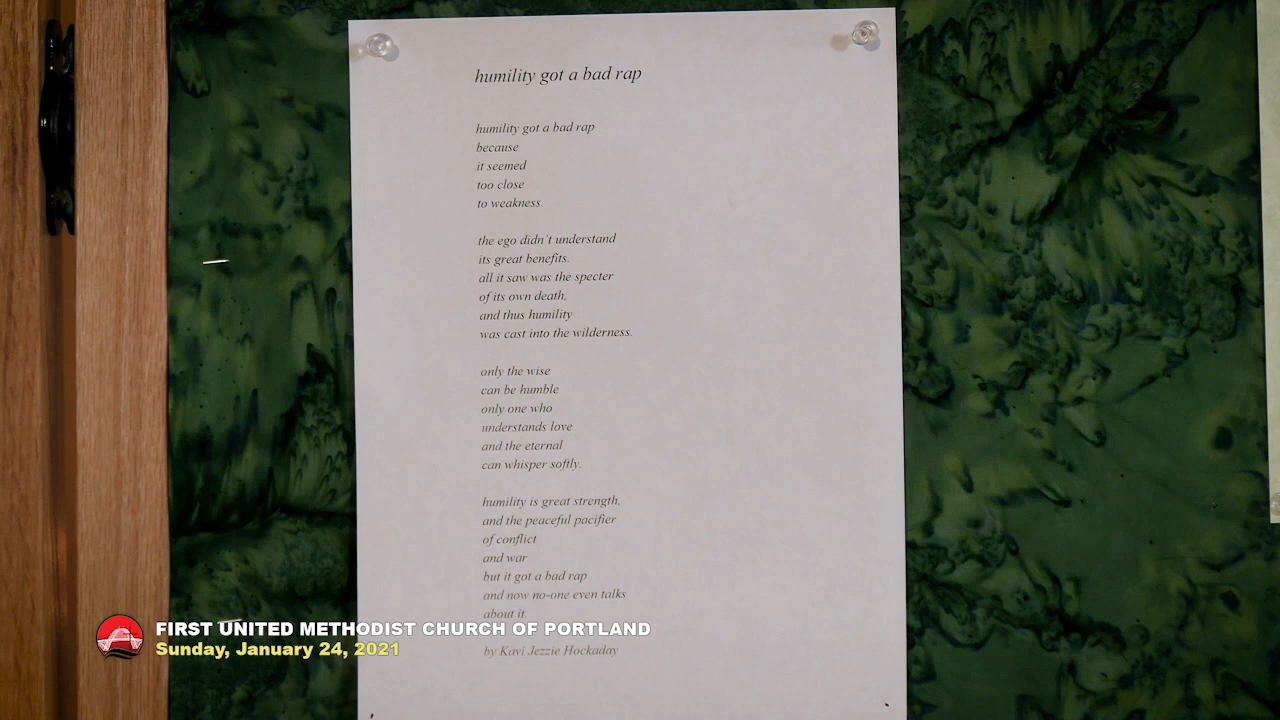 humility got a bad rap
humility got a bad rap
because
it seemed
too close
to weakness.
the ego didn't understand
its great benefits.
all it saw was the specter
of its own death,
and thus humility
was cast into the wilderness.
only the wise
can be humble
only one who
understands love
and the eternal
can whisper softly.
humility is great strength,
and the peaceful pacifier
of conflict
and war
but it got a bad rap
and now no-one even talks
about it.
by Kavi Jezzie Hockaday
FIRST UNITED METHODIST CHURCH OF PORTLAND
Sunday, January 24, 2021